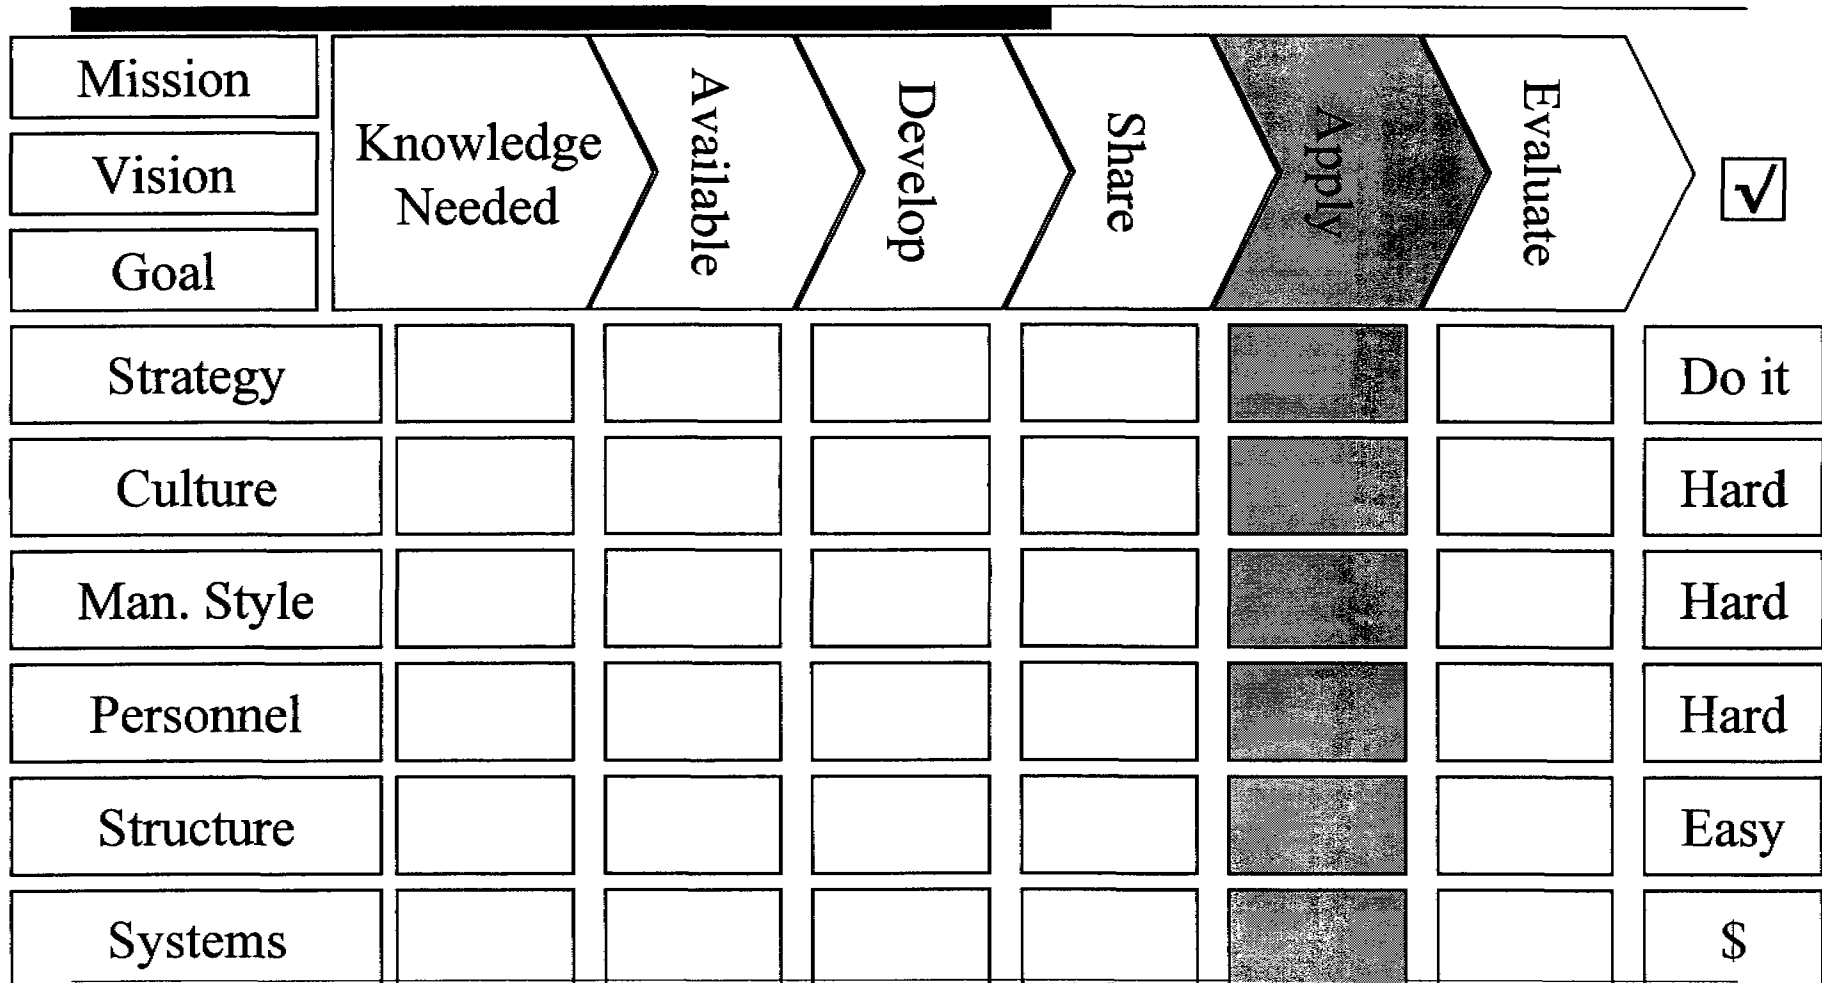 Mission
Vision
Goal
Knowledge
Needed
Available
Develop
Share
Apply
Evaluate
√
Strategy
Do it
Culture
Hard
Man. Style
Hard
Personnel
Hard
Structure
Easy
Systems
$